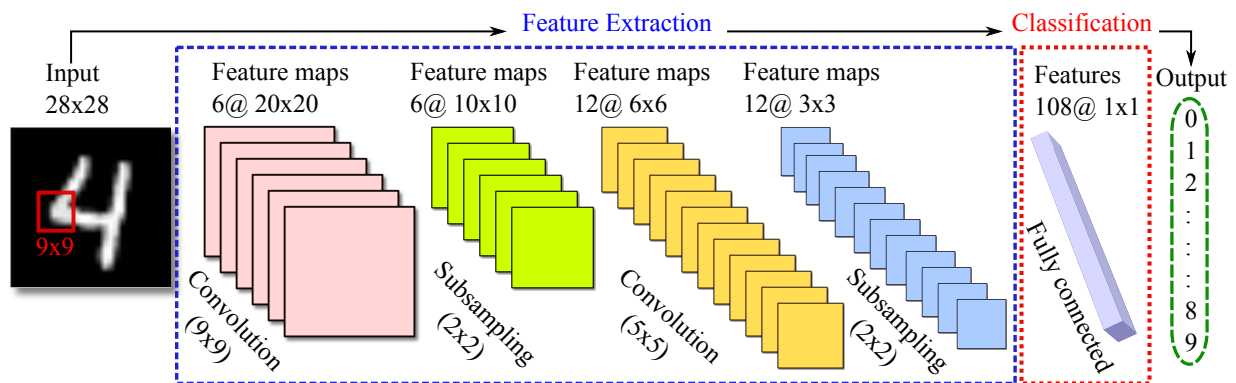 Feature Extraction
Classification
Input
28x28
9x9
Feature maps
6@ 20x20
Convolution
(9x9)
Feature maps
6@ 10x10
Subsampling
(2x2)
Feature maps
12@ 6x6
Convolution
(5x5)
Feature maps
12@ 3x3
Subsampling
(2x2)
Features
108@ 1x1
Fully connected
Output
0
1
2
:
:
:
:
8
9